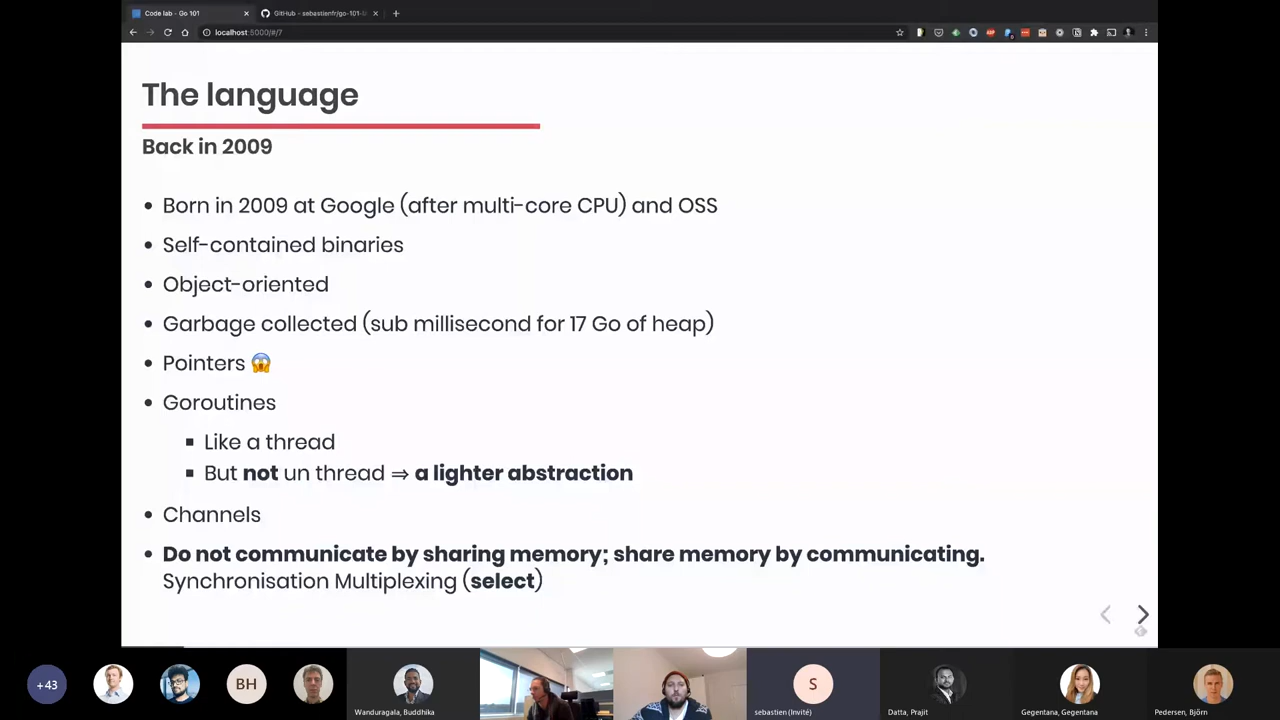 Code lab - Go 101
GitHub - sebastienfr/go-101-
localhost:5000/#/7
The language
Back in 2009
Born in 2009 at Google (after multi-core CPU) and OSS
Self-contained binaries
Object-oriented
Garbage collected (sub millisecond for 17 Go of heap)
Pointers 😱
Goroutines
Like a thread
But not un thread ⇒ a lighter abstraction
Channels
Do not communicate by sharing memory; share memory by communicating.
Synchronisation Multiplexing (select)
+43
BH
S
Wanduragala, Buddhika
sebastien (Invité)
Datta, Prajit
Gegentana, Gegentana
Pedersen, Björn